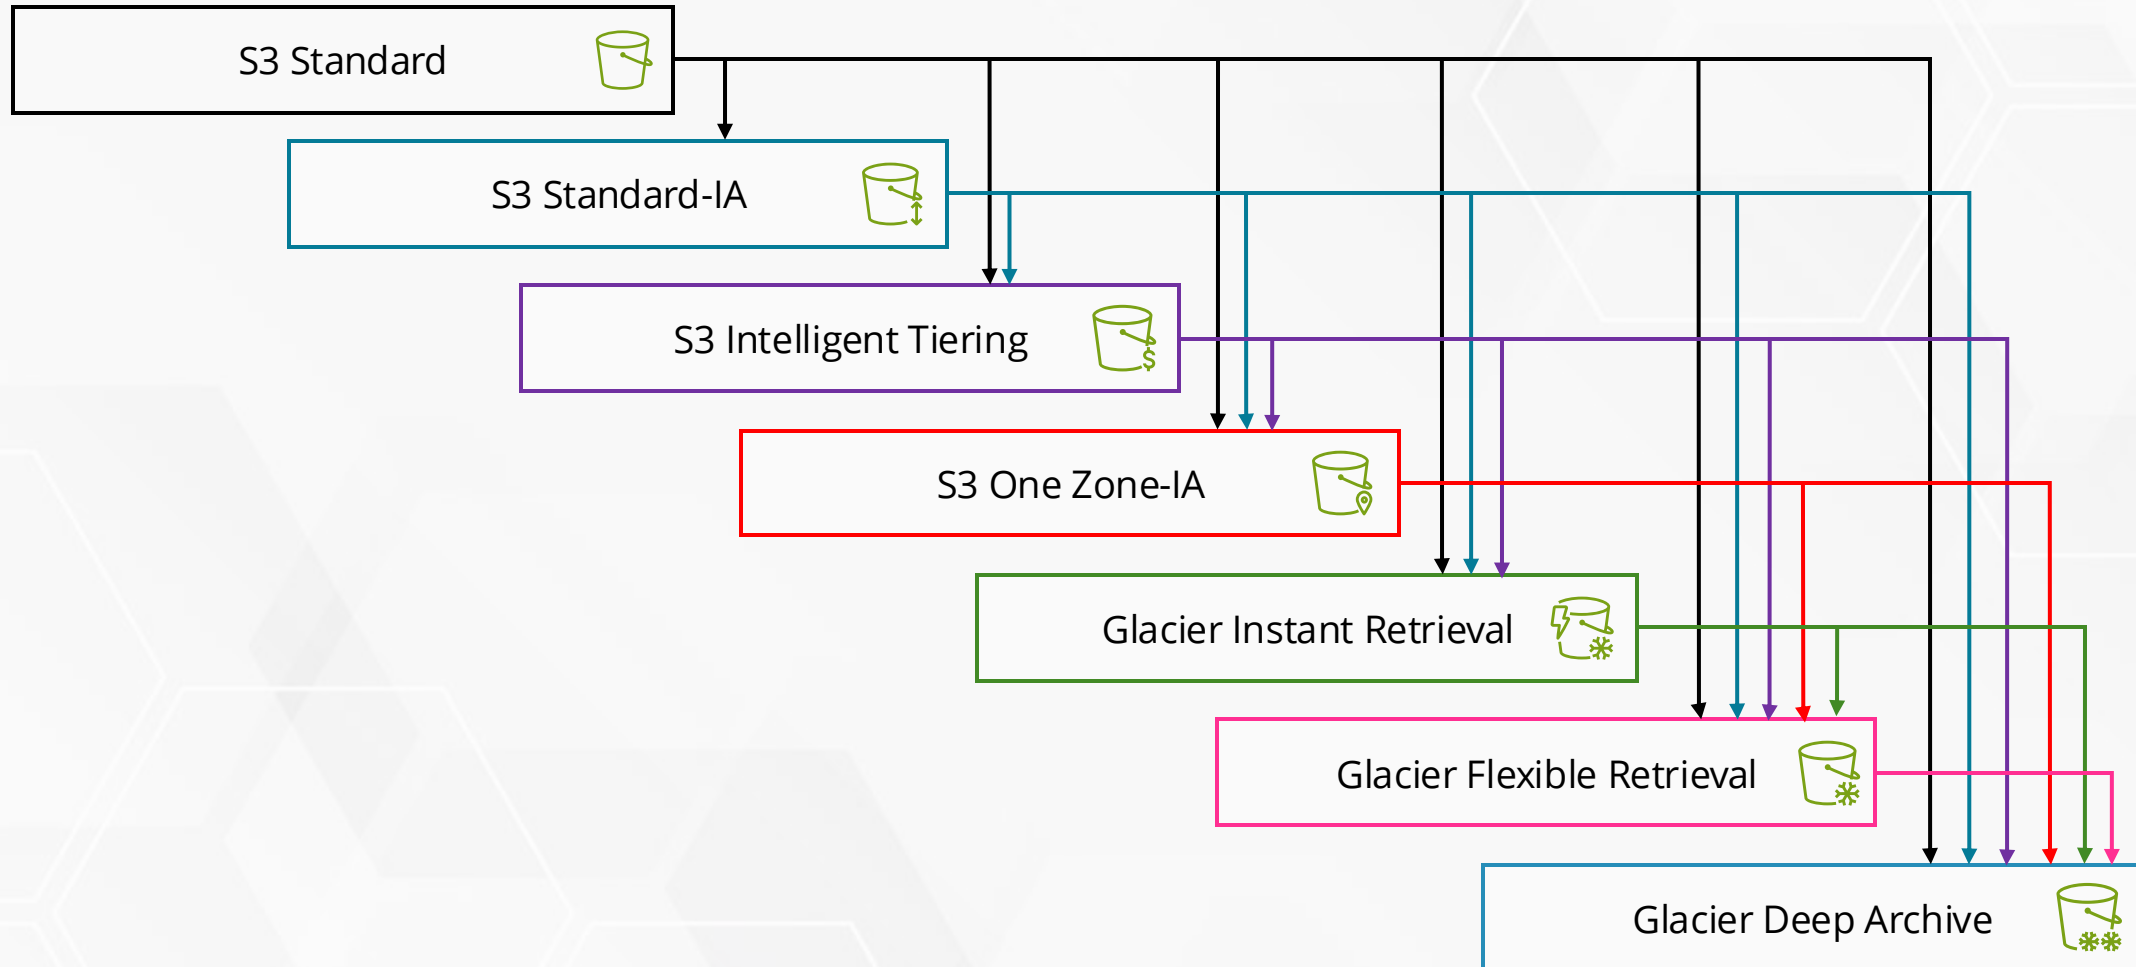 S3 Standard
S3 Standard-IA
S3 Intelligent Tiering
S3 One Zone-IA
Glacier Instant Retrieval
Glacier Flexible Retrieval
Glacier Deep Archive